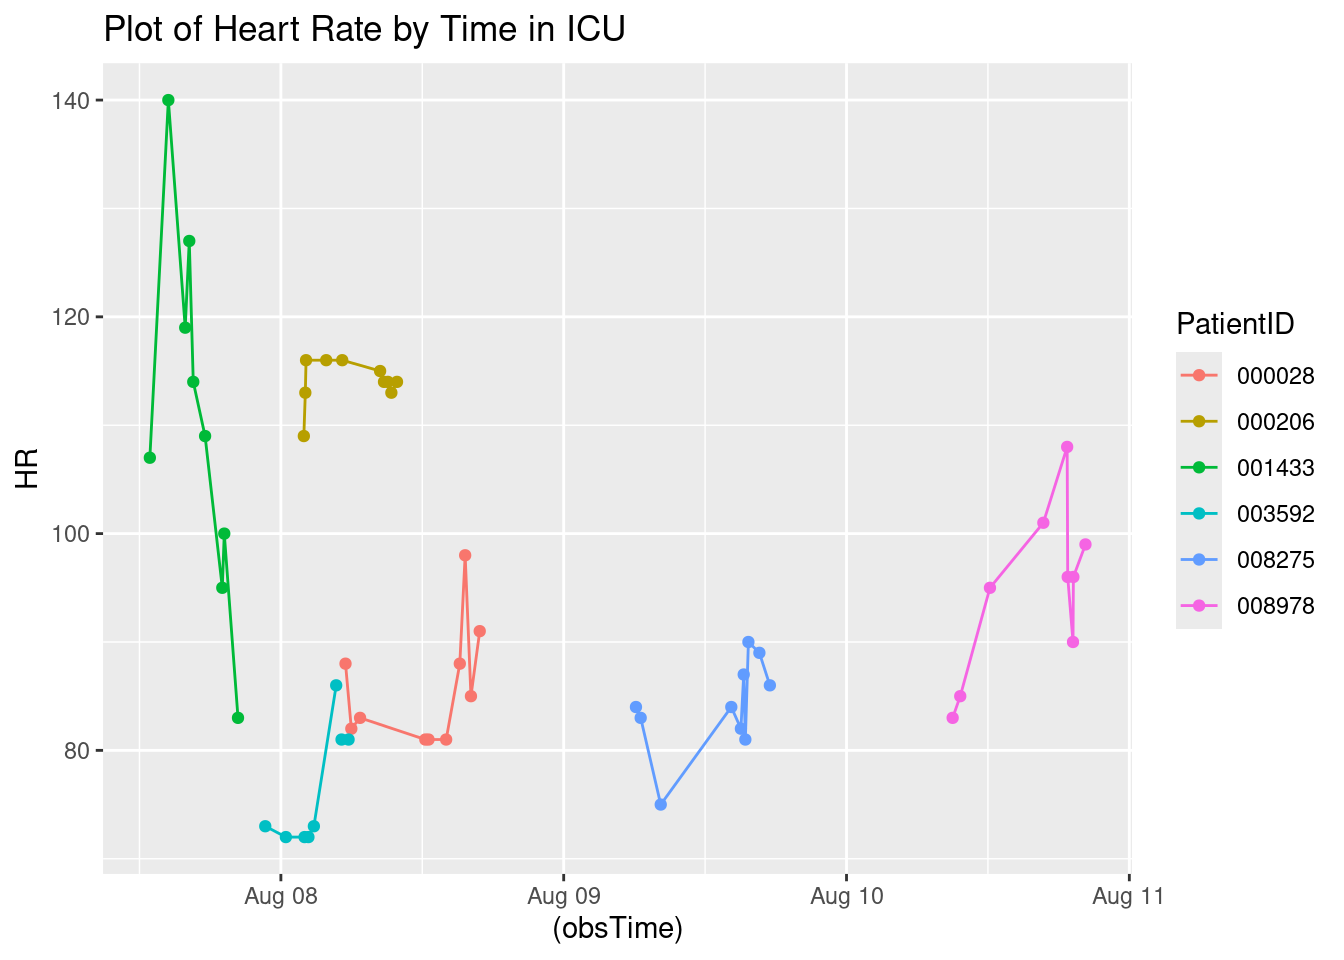 Plot of Heart Rate by Time in ICU
140
120
100
80
HR
Aug 08
Aug 09
Aug 10
Aug 11
(obsTime)
PatientID
000028
000206
001433
003592
008275
008978